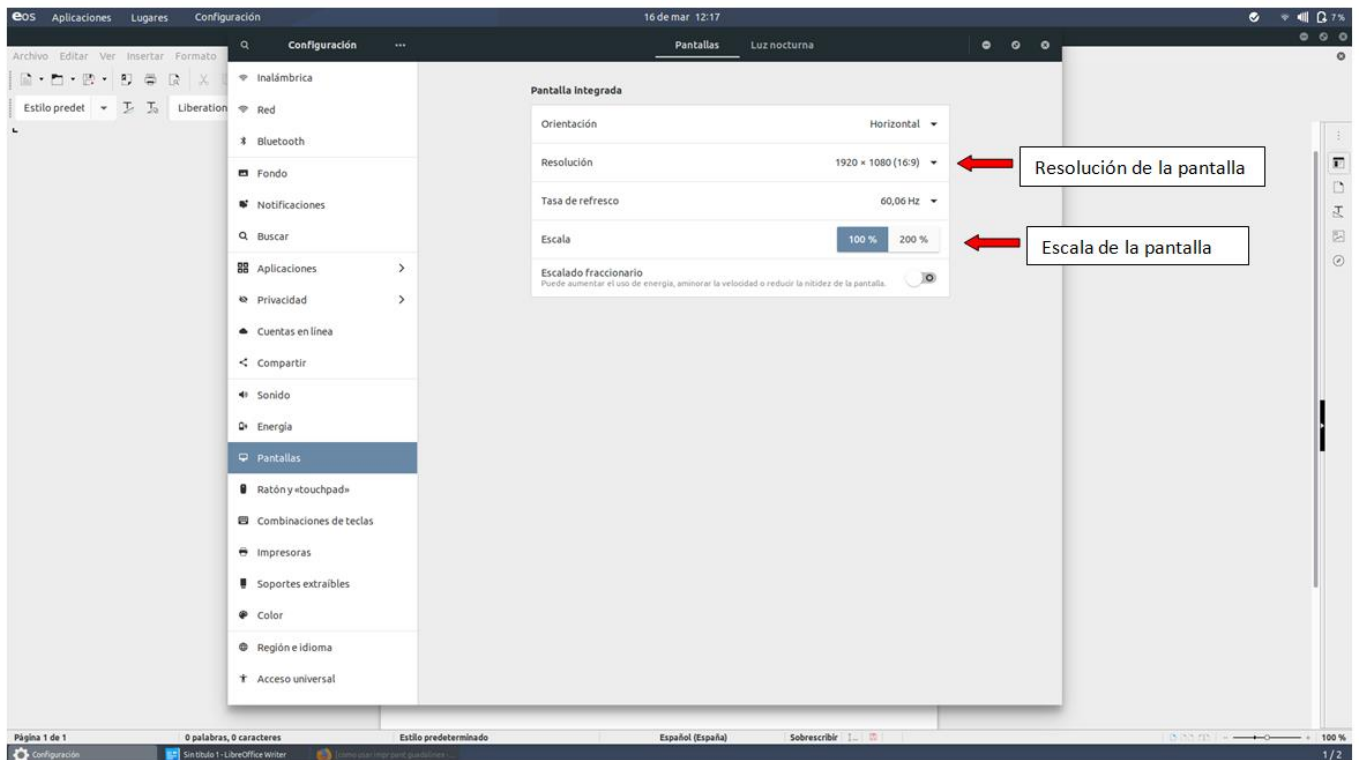 eos Aplicaciones Lugares Configuración 16 de mar 12:17 7 %
Configuración ... Pantallas Luz nocturna
Archivo Editar Ver Insertar Formato
Estilo predet Liberation
Inalámbrica
Red
Bluetooth
Fondo
Notificaciones
Buscar
Aplicaciones
Privacidad
Cuentas en línea
Compartir
Sonido
Energía
Pantallas
Ratón y «touchpad»
Combinaciones de teclas
Impresoras
Soportes extraíbles
Color
Región e idioma
Acceso universal
Pantalla integrada
Orientación Horizontal
Resolución 1920 × 1080 (16:9)
Tasa de refresco 60,06 Hz
Escala 100 % 200 %
Escalado fraccionario
Puede aumentar el uso de energía, aminorar la velocidad o reducir la nitidez de la pantalla.
Resolución de la pantalla
Escala de la pantalla
Página 1 de 1 0 palabras, 0 caracteres Estilo predeterminado Español (España) Sobrescribir 100 %
Configuración Sin título 1 - LibreOffice Writer 1 / 2